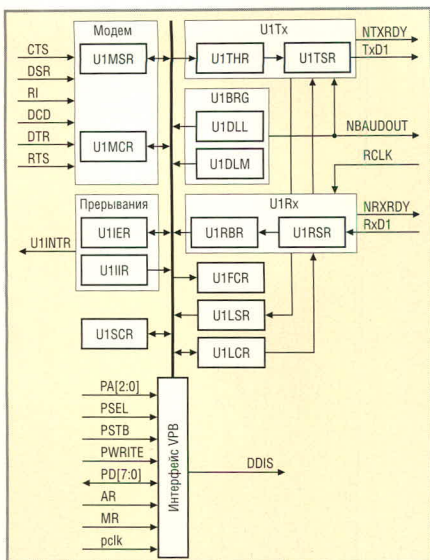 Модем
U1Tx
NTXRDY
CTS
U1MSR
U1THR
U1TSR
TxD1
DSR
RI
U1BRG
DCD
U1DLL
NBAUDOUT
DTR
U1MCR
U1DLM
RCLK
RTS
Прерывания
U1Rx
NRXRDY
U1IER
U1RBR
U1RSR
RxD1
U1INTR
U1IIR
U1FCR
U1LSR
U1SCR
U1LCR
PA[2:0]
PSEL
PSTB
PWRITE
Интерфейс VPB
DDIS
PD[7:0]
AR
MR
pclk